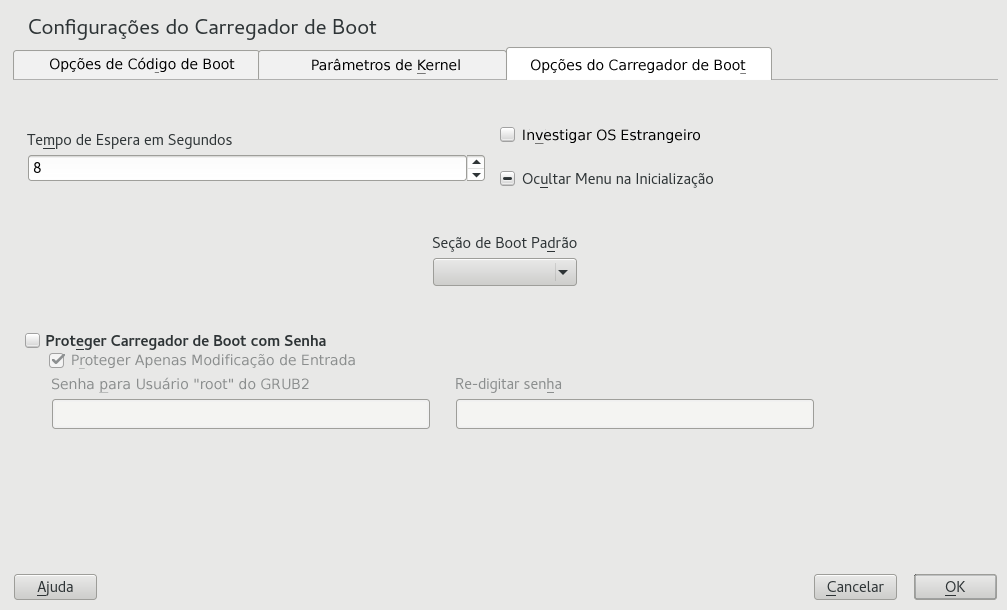 Configurações do Carregador de Boot
Opções de Código de Boot
Parâmetros de Kernel
Opções do Carregador de Boot
Tempo de Espera em Segundos
8
Investigar OS Estrangeiro
Ocultar Menu na Inicialização
Seção de Boot Padrão
Proteger Carregador de Boot com Senha
Proteger Apenas Modificação de Entrada
Senha para Usuário "root" do GRUB2
Re-digitar senha
Ajuda
Cancelar
OK